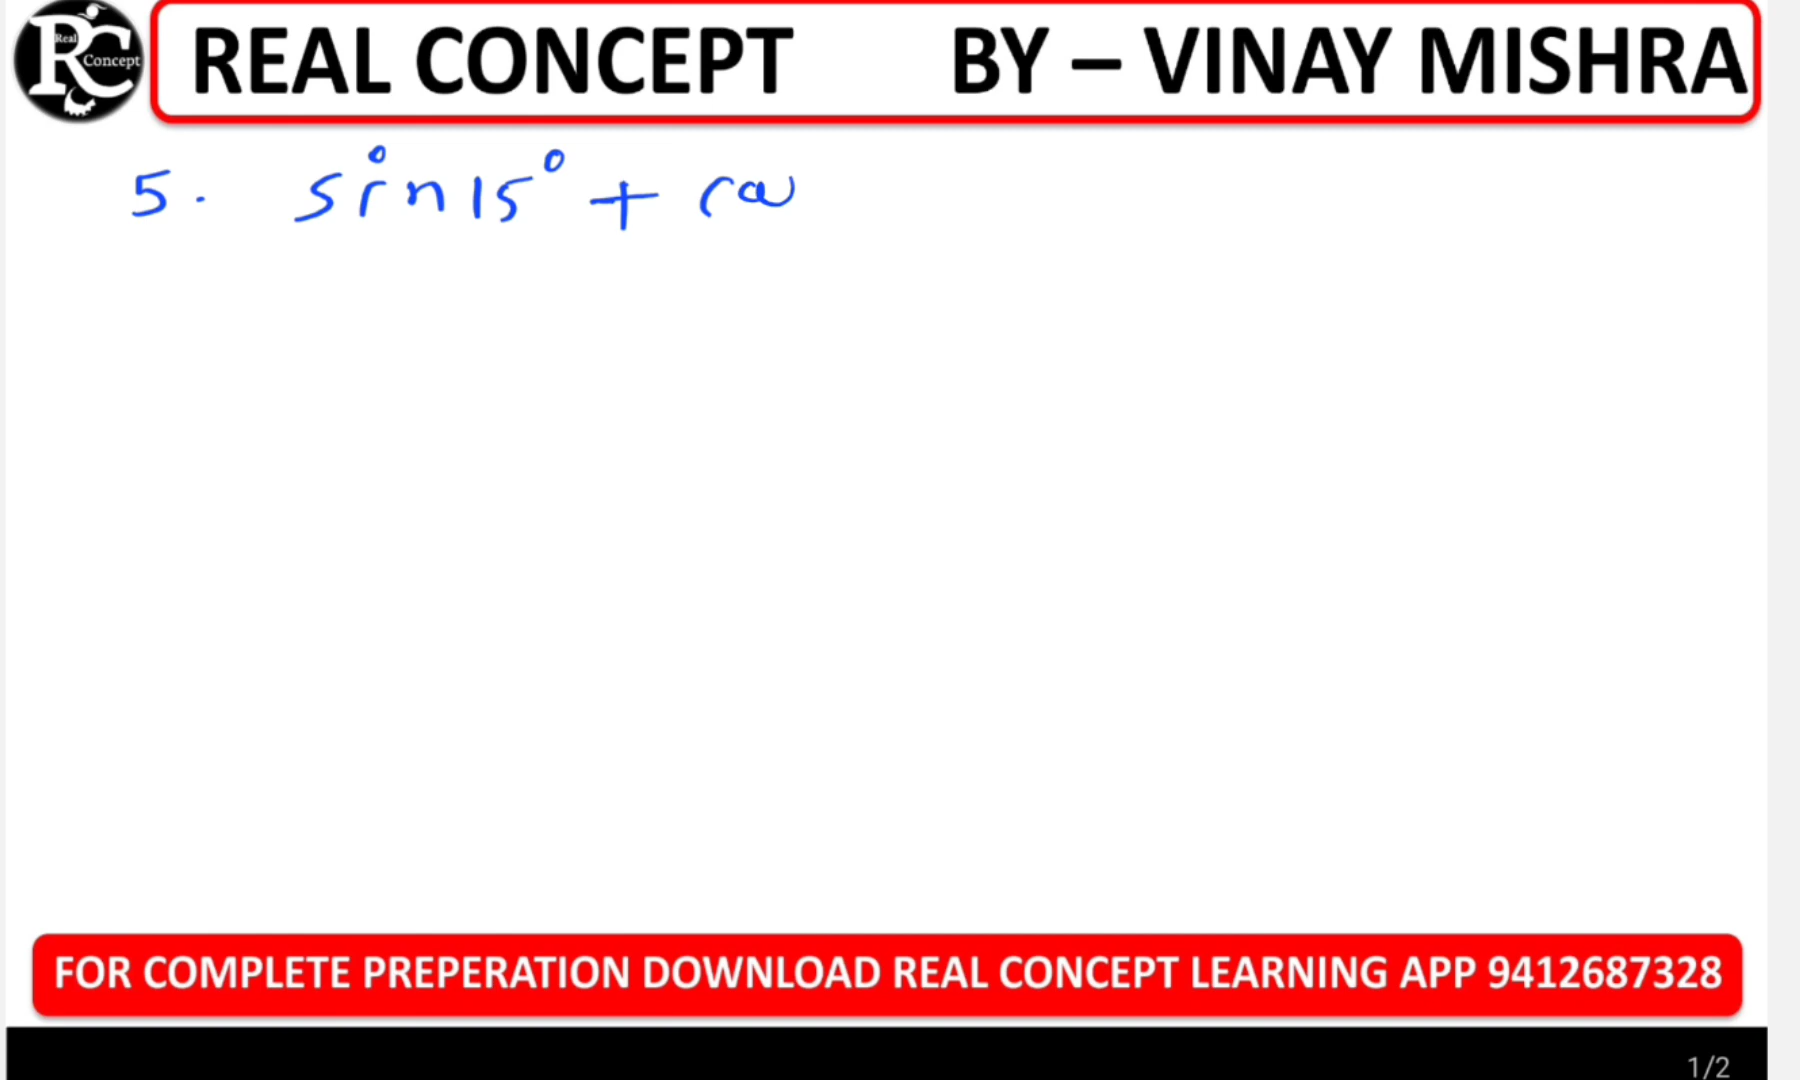 Real
Concept
RC
REAL CONCEPT BY – VINAY MISHRA
5. sin15° + cos
FOR COMPLETE PREPERATION DOWNLOAD REAL CONCEPT LEARNING APP 9412687328
1/2